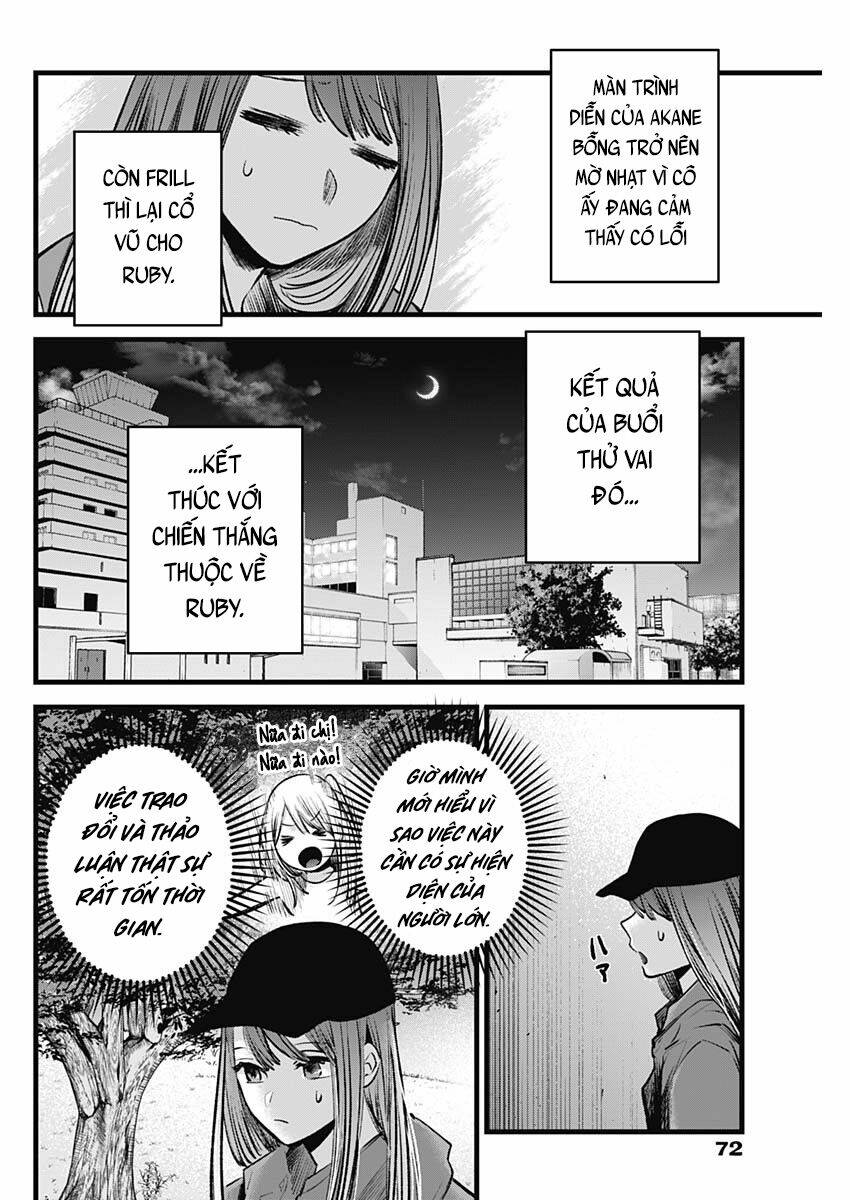 MÀN TRÌNH
DIỄN CỦA AKANE
BỖNG TRỞ NÊN
MỜ NHẠT VÌ CÔ
ẤY ĐANG CẢM
THẤY CÓ LỖI
CÒN FRILL
THÌ LẠI CỔ
VŨ CHO
RUBY.
KẾT QUẢ
CỦA BUỔI
THỬ VAI
ĐÓ...
...KẾT
THÚC VỚI
CHIẾN THẮNG
THUỘC VỀ
RUBY.
ハァ
GIỜ MÌNH
MỚI HIỂU VÌ
SAO VIỆC NÀY
CẦN CÓ SỰ HIỆN
DIỆN CỦA
NGƯỜI LỚN.
Nữa đi chị!
Nữa đi nào!
VIỆC TRAO
ĐỔI VÀ THẢO
LUẬN THẬT SỰ
RẤT TỐN THỜI
GIAN.
72